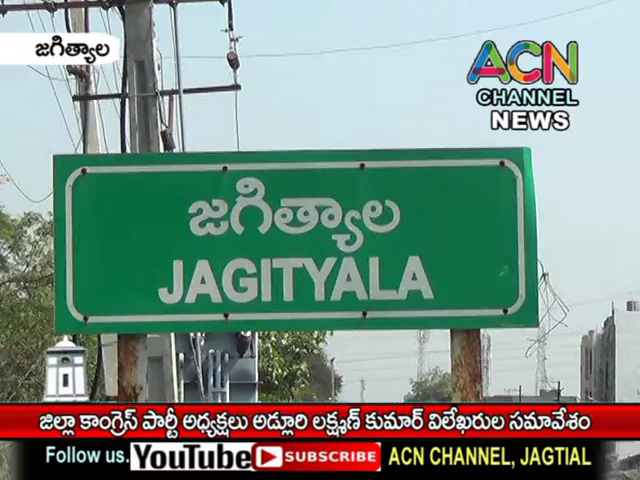 జగిత్యాల
ACN
CHANNEL
NEWS
జగిత్యాల
JAGITYALA
జిల్లా కాంగ్రెస్ పార్టీ అధ్యక్షలు అడ్లూరి లక్ష్మణ్ కుమార్ విలేఖరుల సమావేశం
Follow us. YouTube SUBSCRIBE ACN CHANNEL, JAGTIAL